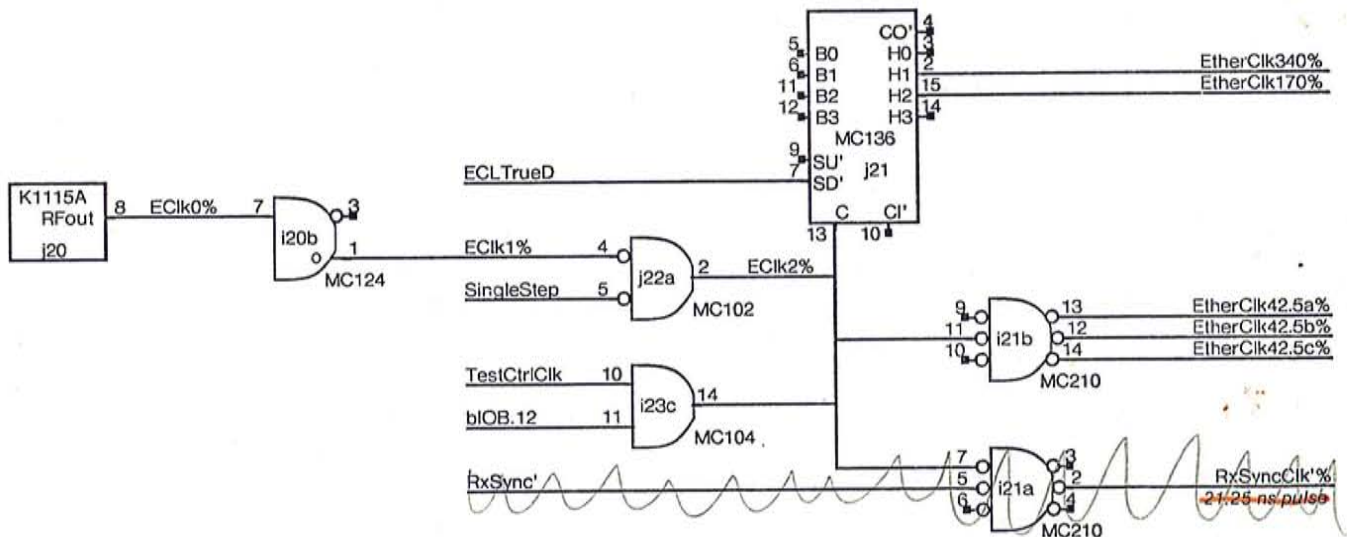 4
CO'
5
B0
H0
3
6
B1
H1
2
EtherClk340%
11
B2
H2
15
EtherClk170%
12
B3
H3
14
MC136
9
SU'
j21
ECLTrueD
7
SD'
K1115A
RFout
j20
8
EClk0%
7
i20b
3
1
MC124
C
CI'
13
10
EClk1%
4
j22a
2
EClk2%
SingleStep
5
MC102
9
13
EtherClk42.5a%
11
i21b
12
EtherClk42.5b%
10
14
EtherClk42.5c%
MC210
TestCtrlClk
10
i23c
14
bIOB.12
11
MC104
7
3
RxSync'
5
i21a
2
RxSyncClk'%
6
4
21.25 ns pulse
MC210